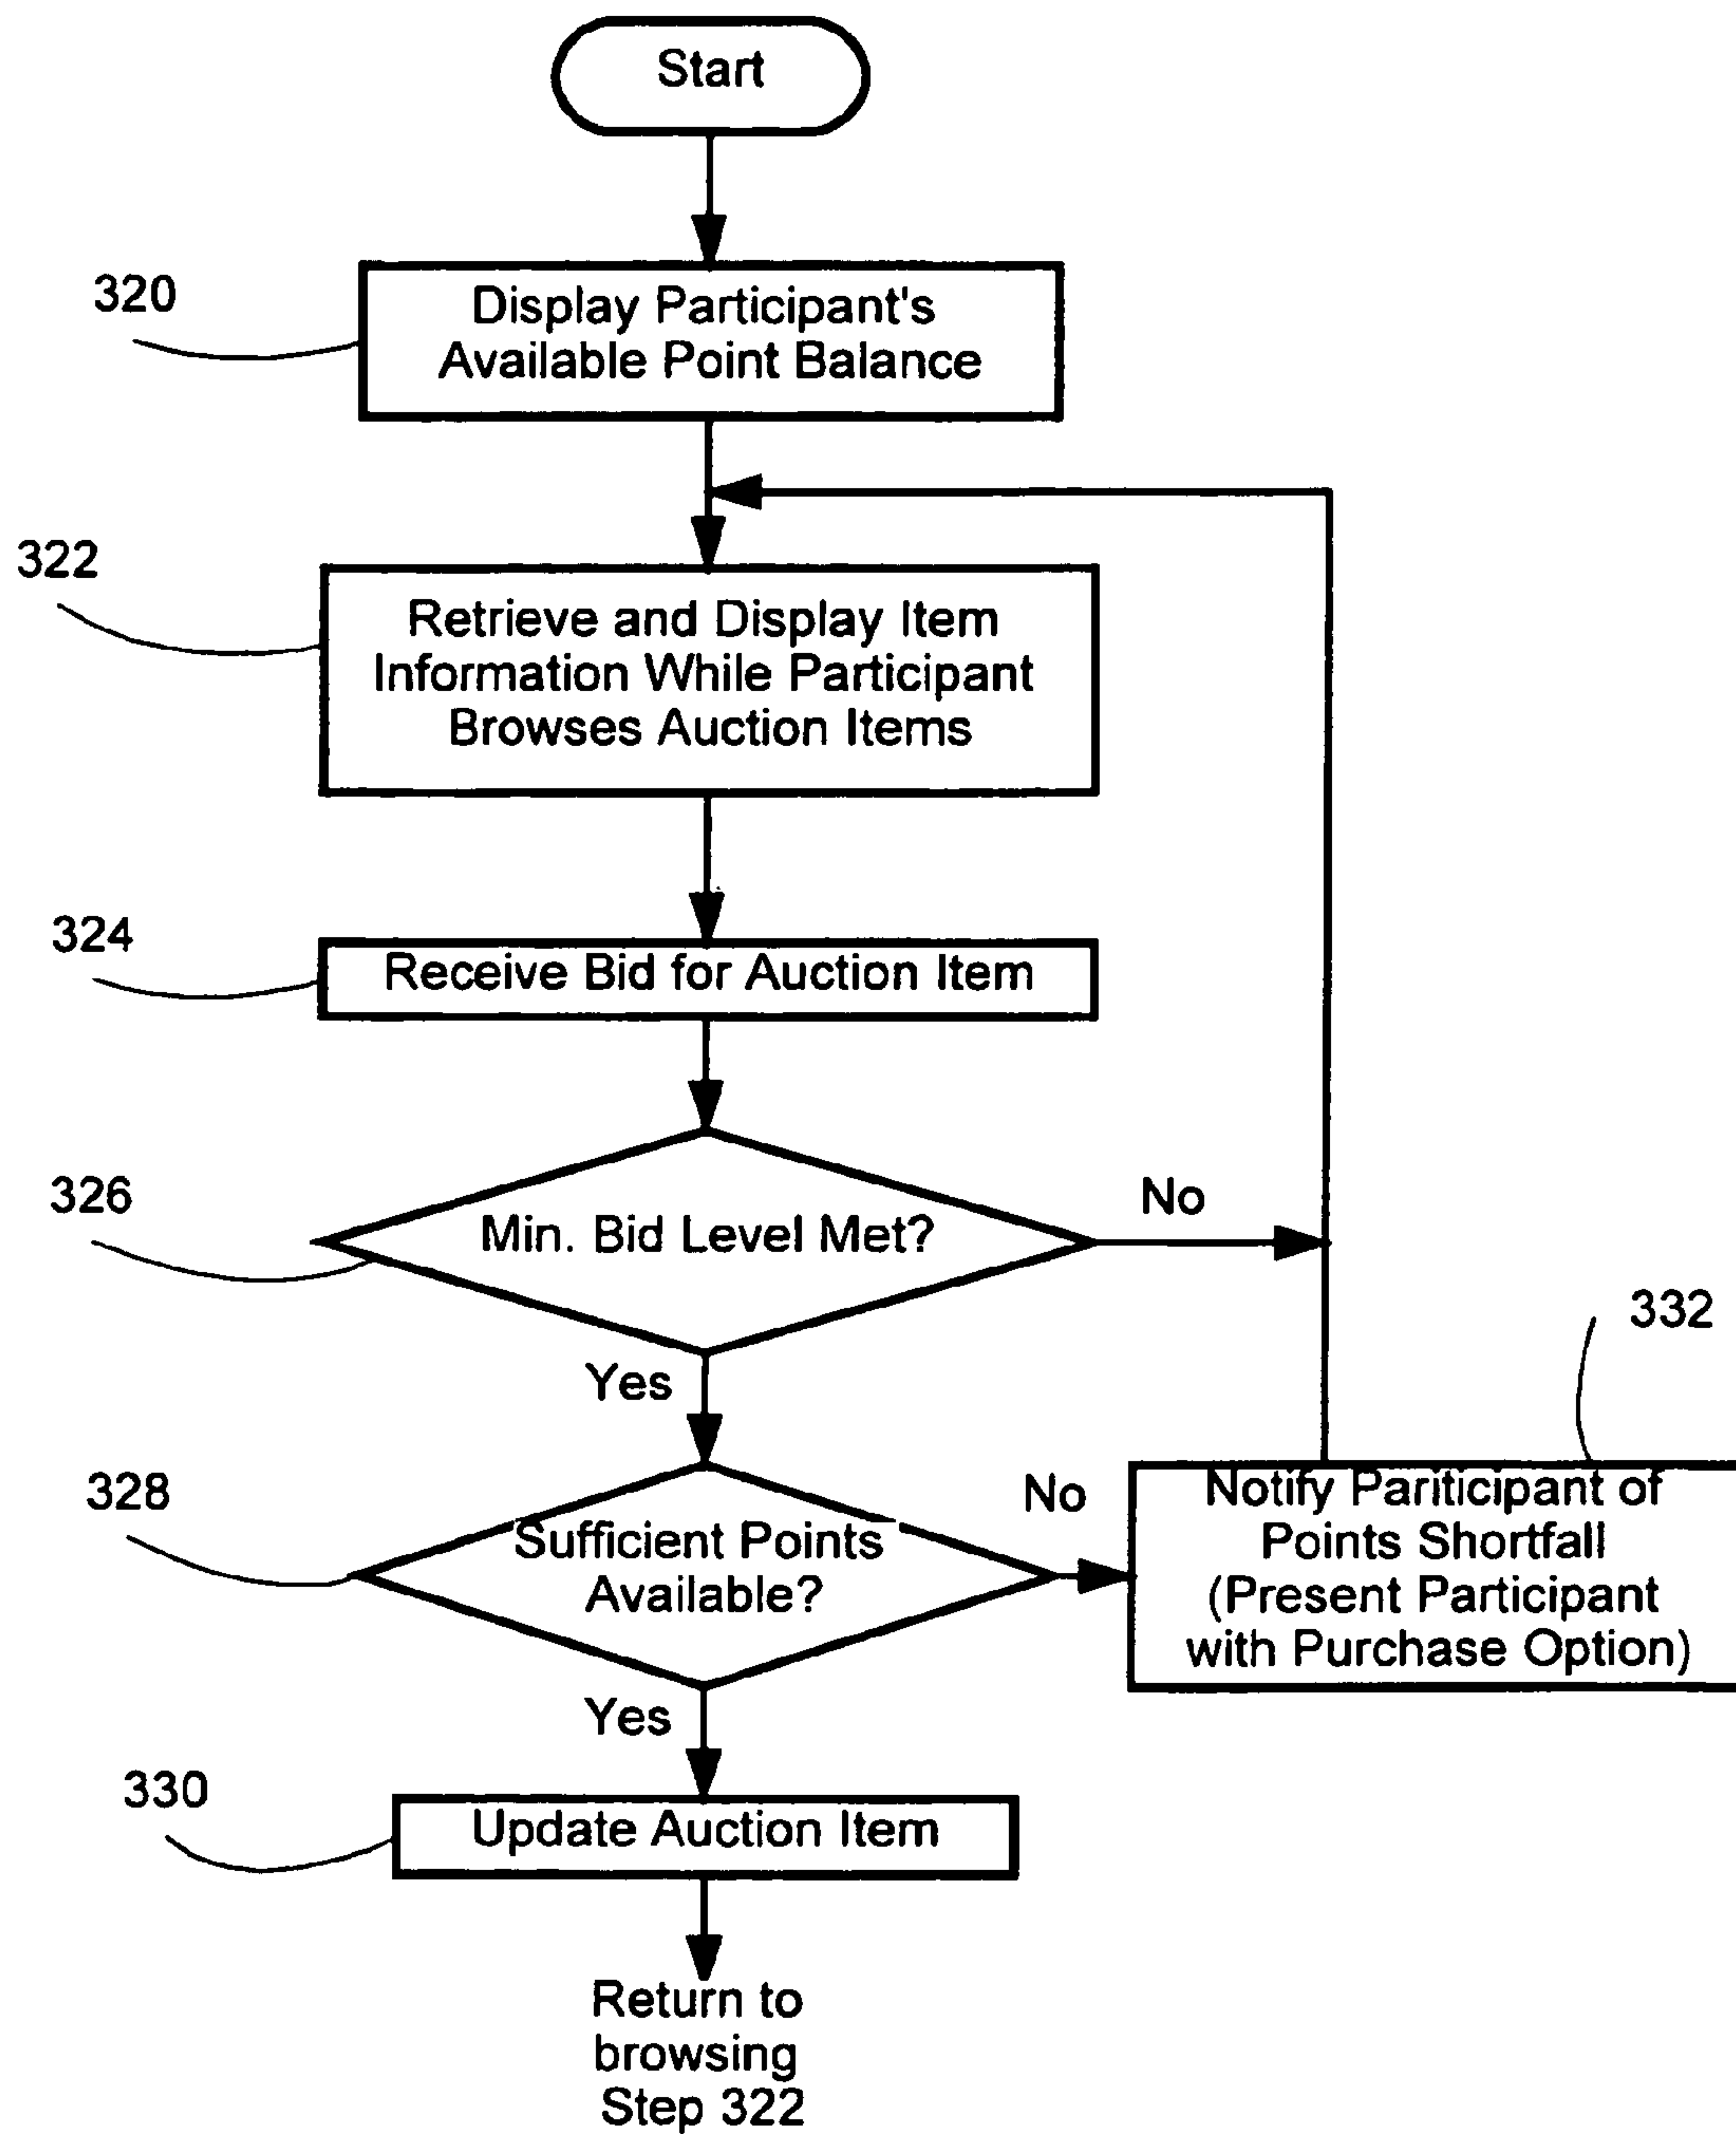 Start
320
Display Participant's
Available Point Balance
322
Retrieve and Display Item
Information While Participant
Browses Auction Items
324
Receive Bid for Auction Item
326
Min. Bid Level Met?
No
332
Yes
328
Sufficient Points
Available?
No
Notify Pariticipant of
Points Shortfall
(Present Participant
with Purchase Option)
Yes
330
Update Auction Item
Return to
browsing
Step 322